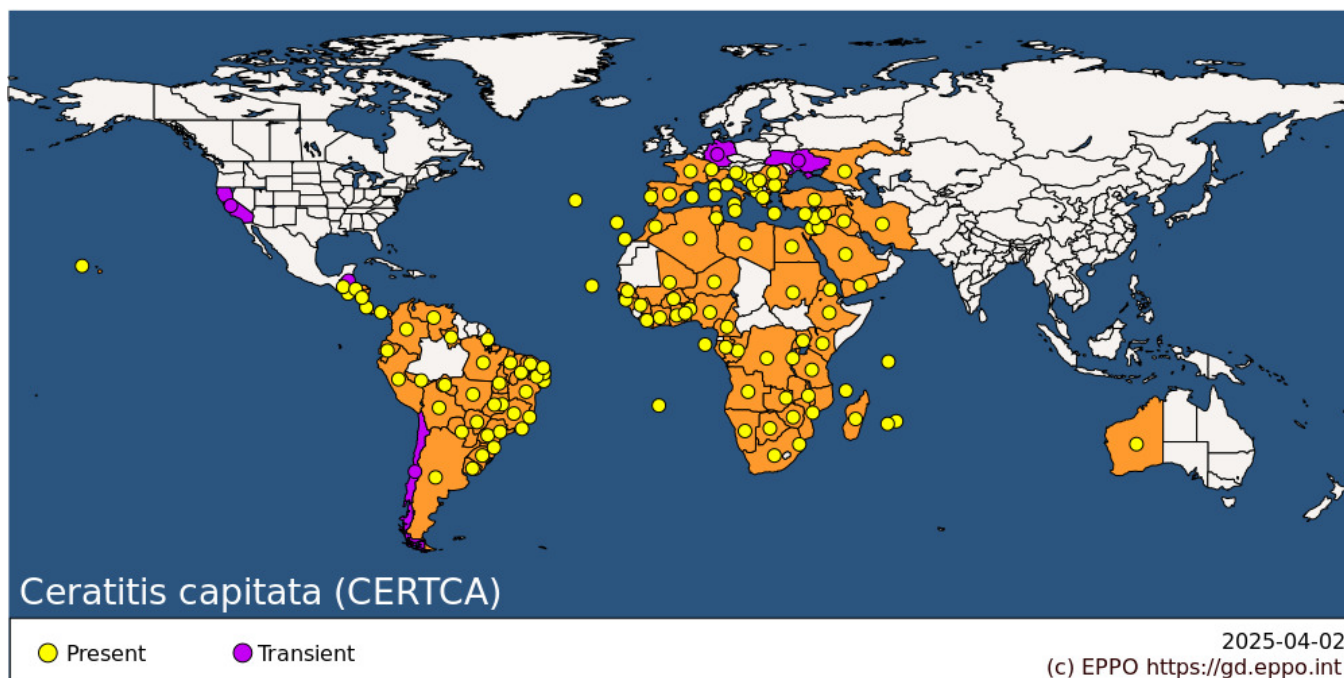 Ceratitis capitata (CERTCA)
Present
Transient
2025-04-02
(c) EPPO https://gd.eppo.int